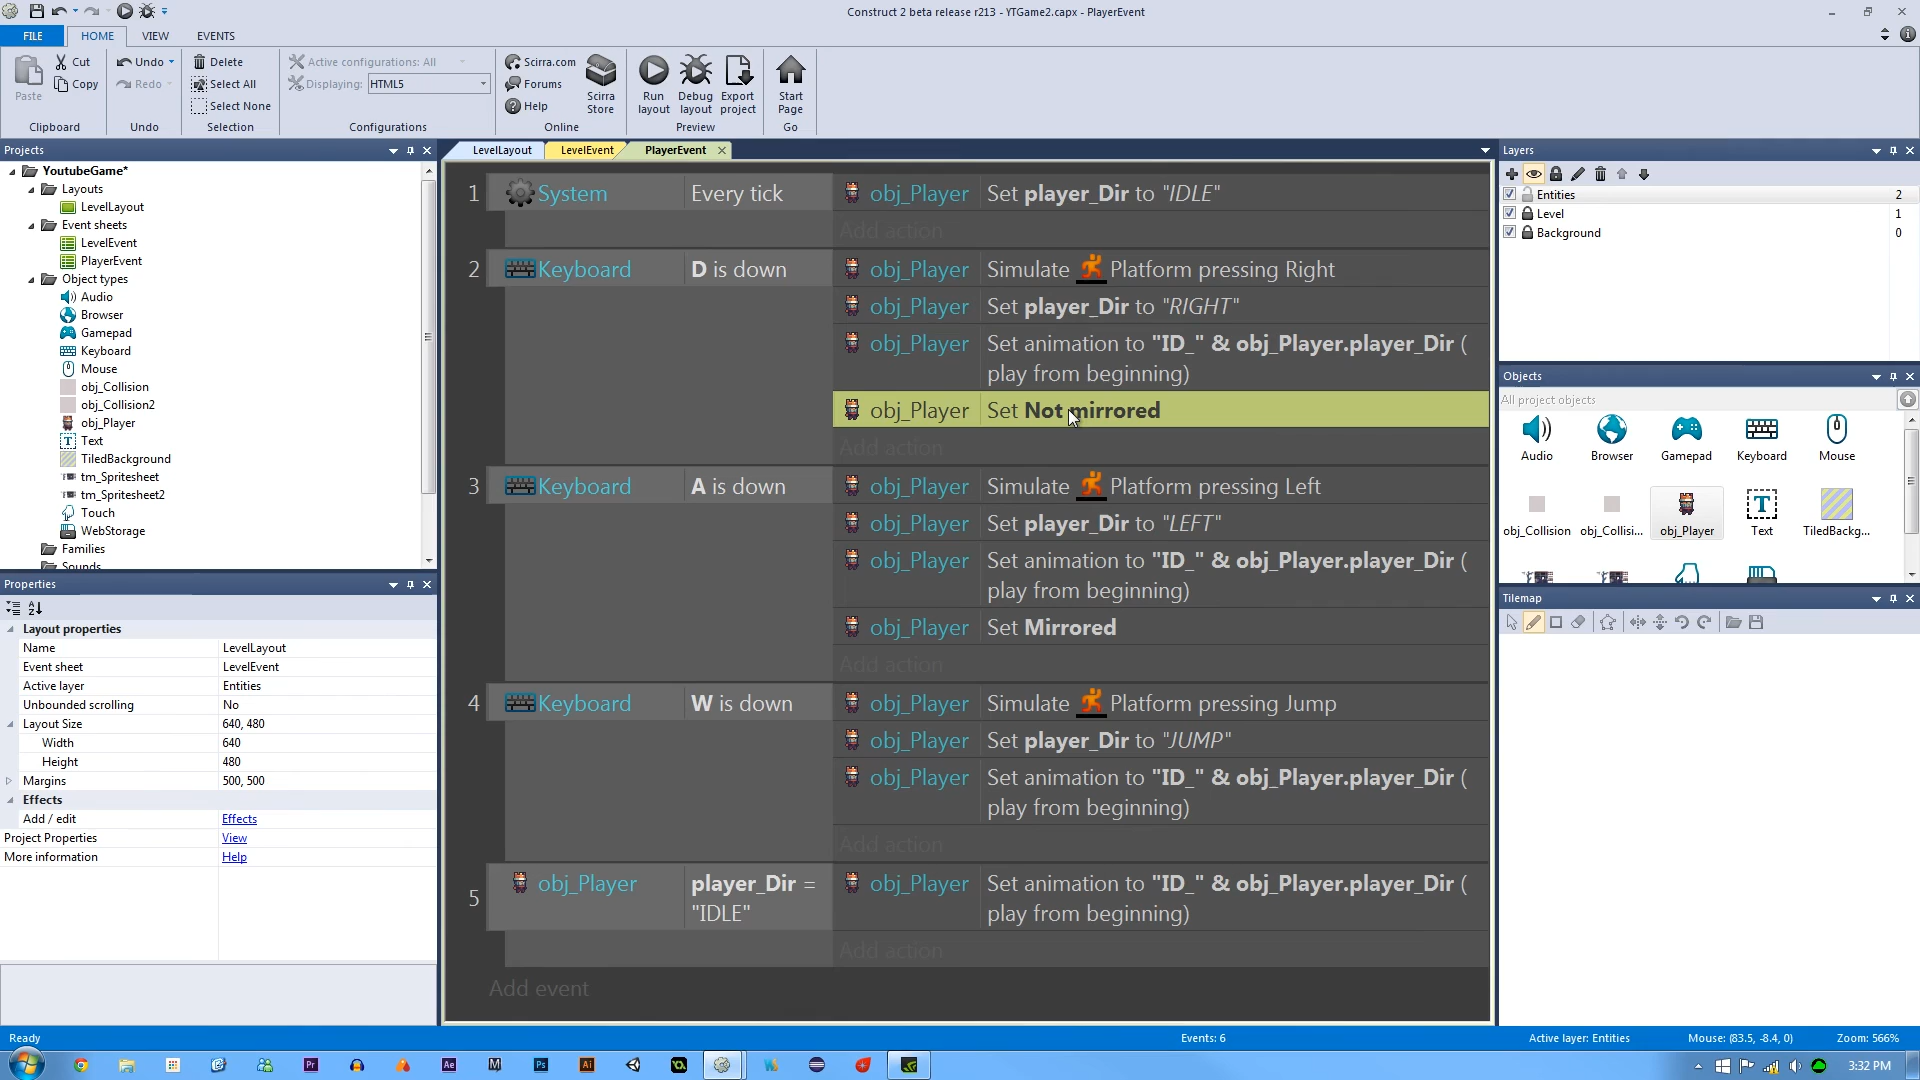 Construct 2 beta release r213 - YTGame2.capx - PlayerEvent
FILE HOME VIEW EVENTS
Paste Cut Copy
Clipboard
Undo
Redo
Undo
Delete
Select All
Select None
Selection
Active configurations: All
Displaying: HTML5
Configurations
Scirra.com
Forums
Help
Scirra Store
Online
Run layout
Debug layout
Export project
Preview
Start Page
Go
Projects
YoutubeGame*
Layouts
LevelLayout
Event sheets
LevelEvent
PlayerEvent
Object types
Audio
Browser
Gamepad
Keyboard
Mouse
obj_Collision
obj_Collision2
obj_Player
Text
TiledBackground
tm_Spritesheet
tm_Spritesheet2
Touch
WebStorage
Families
Sounds
Properties
Layout properties
Name LevelLayout
Event sheet LevelEvent
Active layer Entities
Unbounded scrolling No
Layout Size 640, 480
Width 640
Height 480
Margins 500, 500
Effects
Add / edit Effects
Project Properties View
More information Help
LevelLayout LevelEvent PlayerEvent
1 System Every tick obj_Player Set player_Dir to "IDLE"
Add action
2 Keyboard D is down obj_Player Simulate Platform pressing Right
obj_Player Set player_Dir to "RIGHT"
obj_Player Set animation to "ID_" & obj_Player.player_Dir (
play from beginning)
obj_Player Set Not mirrored
Add action
3 Keyboard A is down obj_Player Simulate Platform pressing Left
obj_Player Set player_Dir to "LEFT"
obj_Player Set animation to "ID_" & obj_Player.player_Dir (
play from beginning)
obj_Player Set Mirrored
Add action
4 Keyboard W is down obj_Player Simulate Platform pressing Jump
obj_Player Set player_Dir to "JUMP"
obj_Player Set animation to "ID_" & obj_Player.player_Dir (
play from beginning)
Add action
5 obj_Player player_Dir = "IDLE" obj_Player Set animation to "ID_" & obj_Player.player_Dir (
play from beginning)
Add action
Add event
Layers
Entities 2
Level 1
Background 0
Objects
All project objects
Audio Browser Gamepad Keyboard Mouse
obj_Collision obj_Collisi... obj_Player Text TiledBackg...
Tilemap
Ready Events: 6 Active layer: Entities Mouse: (83.5, -8.4, 0) Zoom: 566%
Pr Ae M Ps Ai
3:32 PM